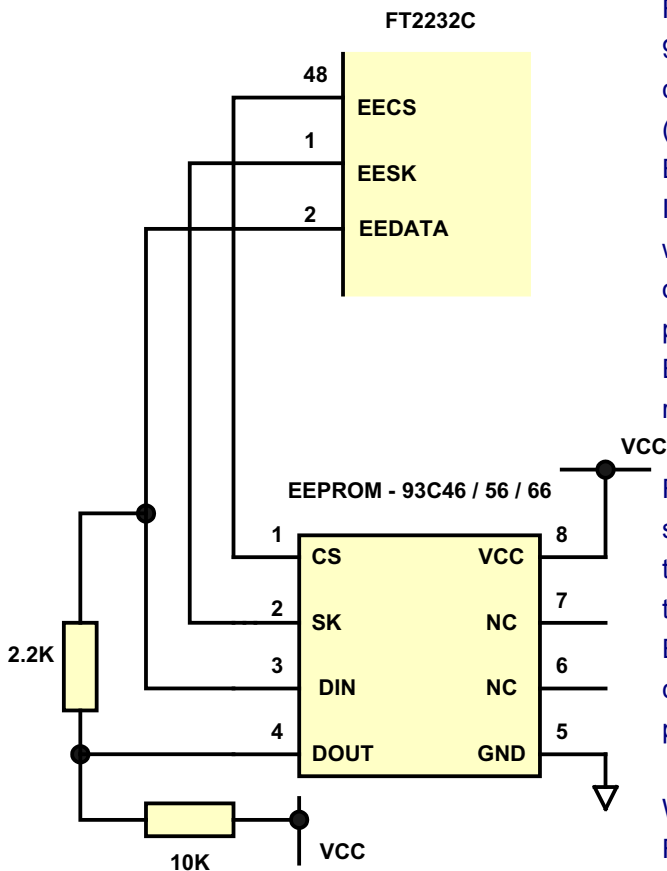 FT2232C
48
EECS
1
EESK
2
EEDATA
VCC
EEPROM - 93C46 / 56 / 66
1
CS
VCC
8
2
SK
NC
7
3
DIN
NC
6
4
DOUT
GND
5
2.2K
10K
VCC